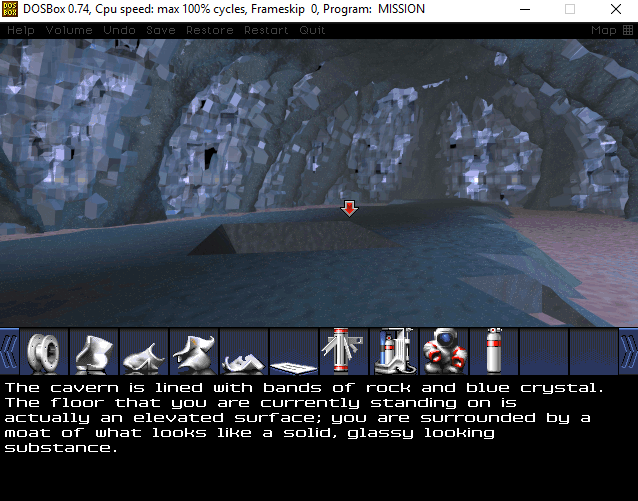 DOSBox 0.74, Cpu speed: max 100% cycles, Frameskip 0, Program: MISSION
Help Volume Undo Save Restore Restart Quit Map
The cavern is lined with bands of rock and blue crystal.
The floor that you are currently standing on is
actually an elevated surface; you are surrounded by a
moat of what looks like a solid, glassy looking
substance.